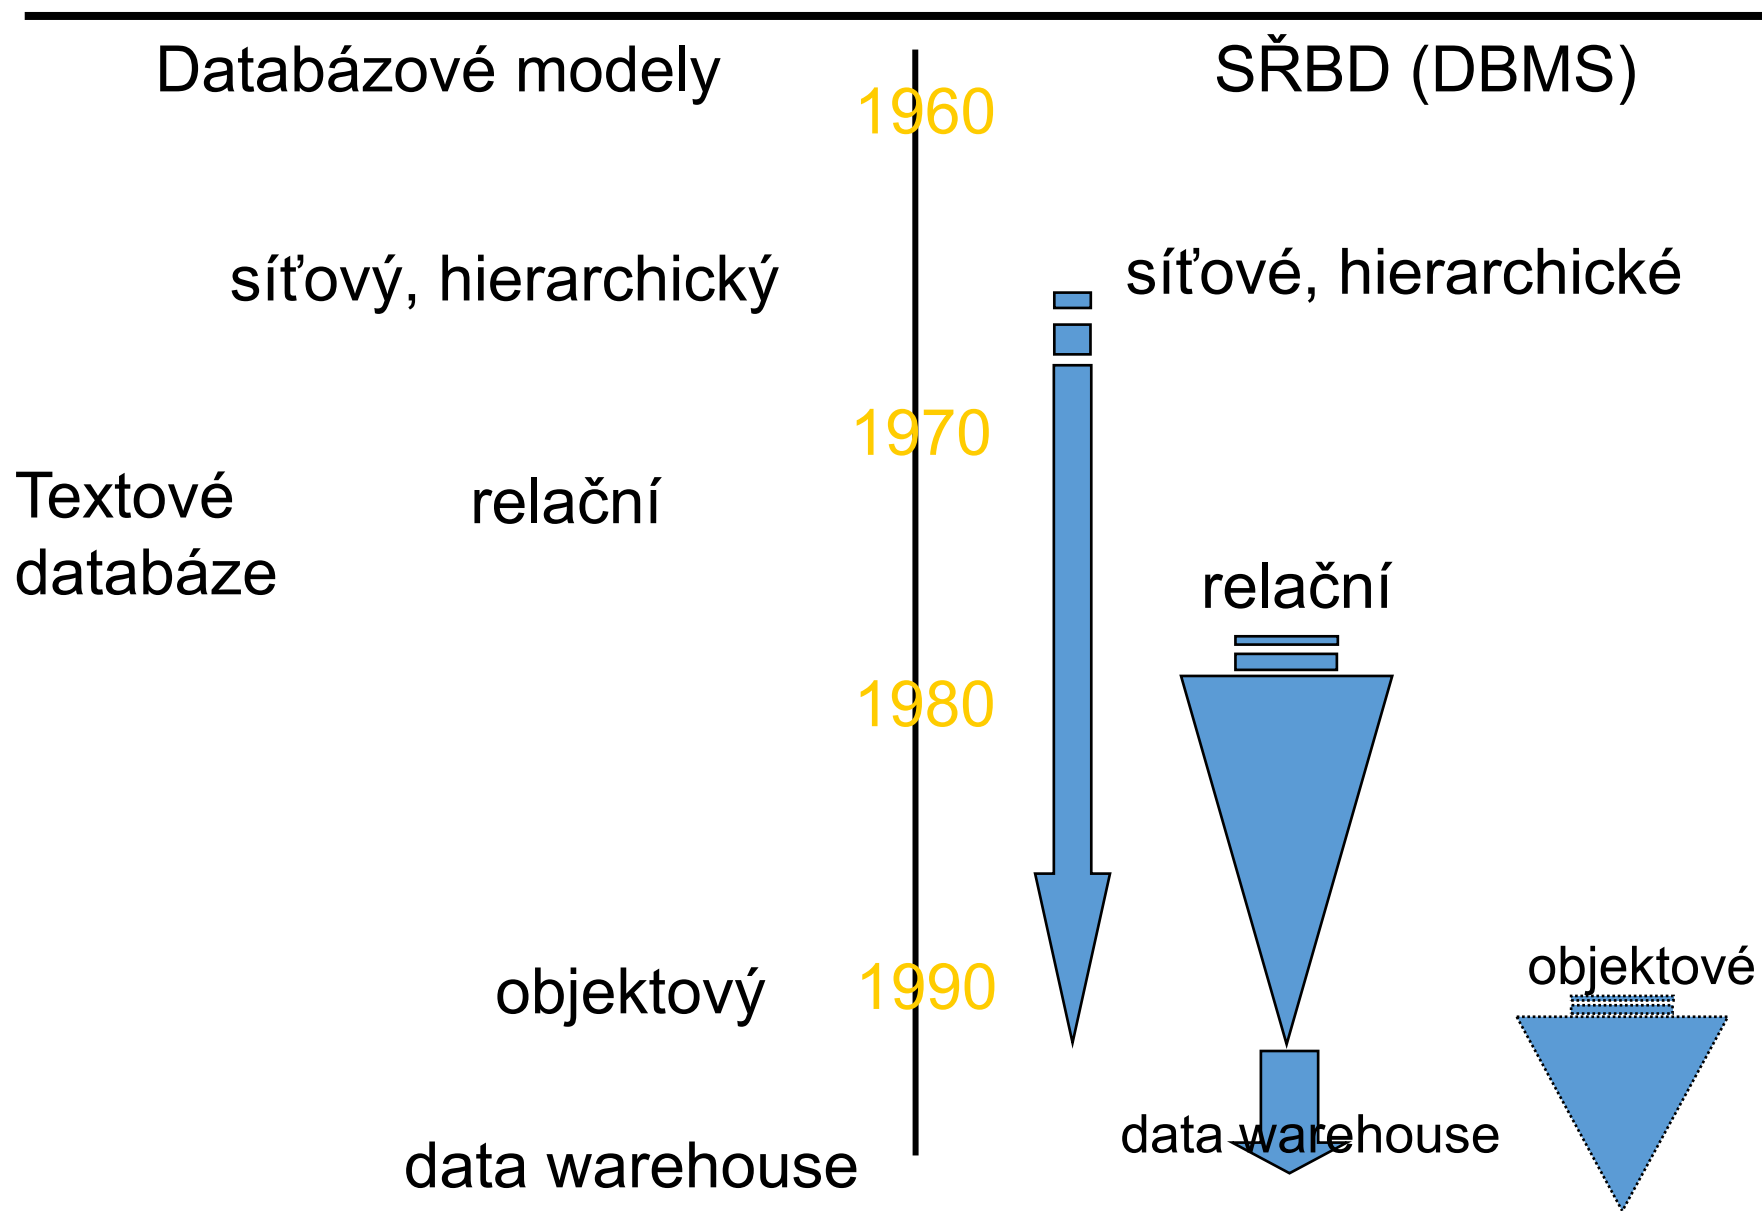 Databázové modely
SŘBD (DBMS)
1960
síťový, hierarchický
síťové, hierarchické
1970
Textové
databáze
relační
relační
1980
objektový
1990
objektové
data warehouse
data warehouse